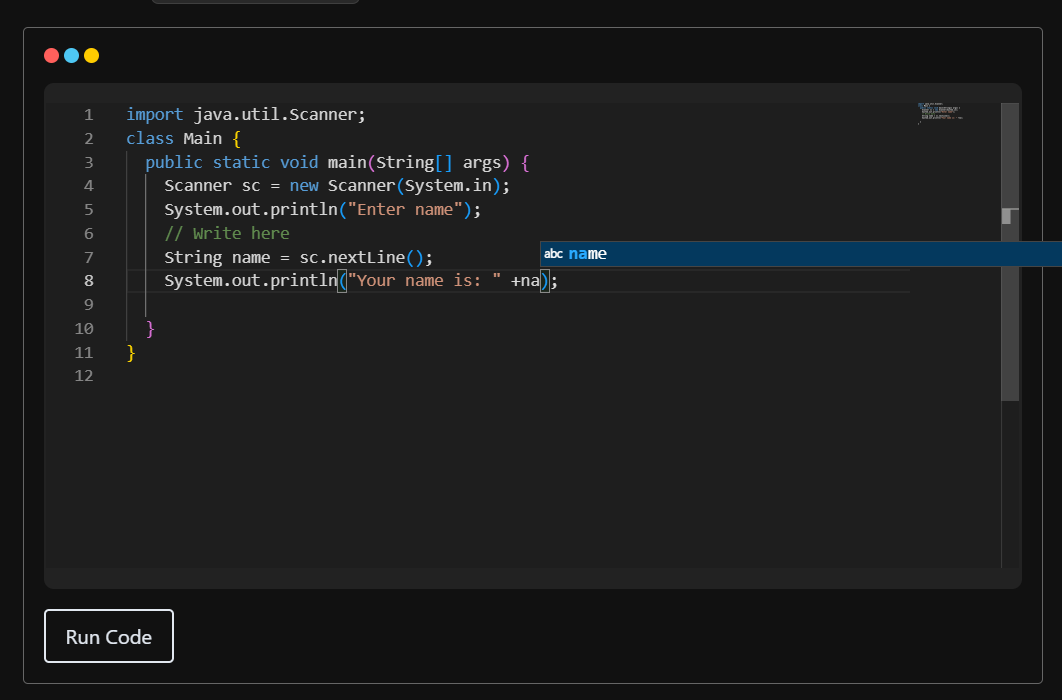 1 import java.util.Scanner;
2 class Main {
3 public static void main(String[] args) {
4 Scanner sc = new Scanner(System.in);
5 System.out.println("Enter name");
6 // Write here
7 String name = sc.nextLine();
abc name
8 System.out.println("Your name is: " +na);
9
10 }
11 }
12
Run Code